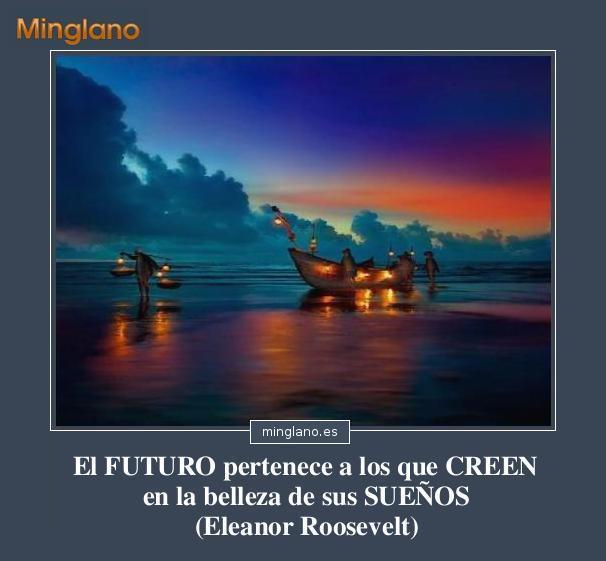 Minglano
minglano.es
El FUTURO pertenece a los que CREEN
en la belleza de sus SUEÑOS
(Eleanor Roosevelt)